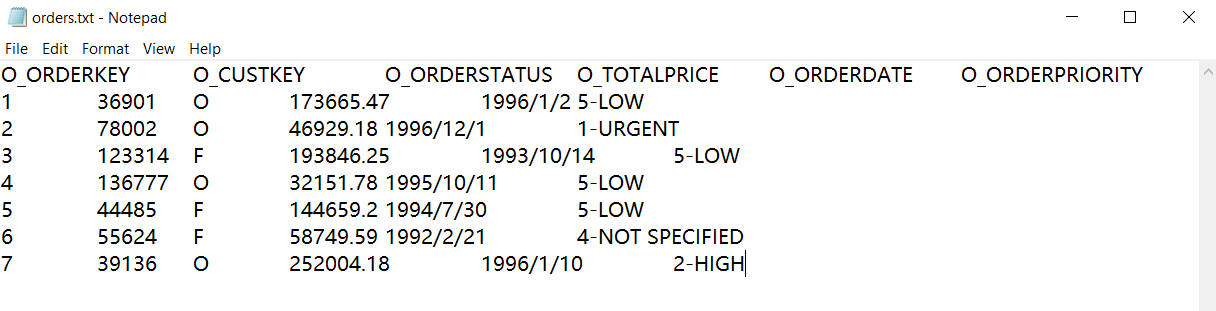 orders.txt - Notepad
File Edit Format View Help
O_ORDERKEY O_CUSTKEY O_ORDERSTATUS O_TOTALPRICE O_ORDERDATE O_ORDERPRIORITY
1 36901 O 173665.47 1996/1/2 5-LOW
2 78002 O 46929.18 1996/12/1 1-URGENT
3 123314 F 193846.25 1993/10/14 5-LOW
4 136777 O 32151.78 1995/10/11 5-LOW
5 44485 F 144659.2 1994/7/30 5-LOW
6 55624 F 58749.59 1992/2/21 4-NOT SPECIFIED
7 39136 O 252004.18 1996/1/10 2-HIGH